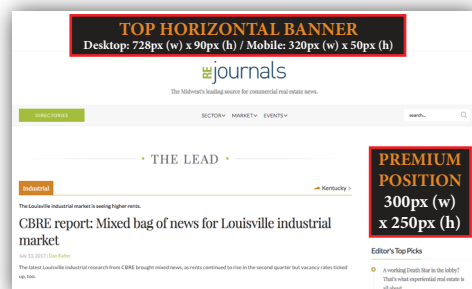 TOP HORIZONTAL BANNER
Desktop: 728px (w) x 90px (h) / Mobile: 320px (w) x 50px (h)
REjournals
The Midwest's leading source for commercial real estate news.
DIRECTORIES
SECTOR MARKET EVENTS
search...
• THE LEAD •
Industrial
Kentucky >
The Louisville industrial market is seeing higher rents.
CBRE report: Mixed bag of news for Louisville industrial
market
July 13, 2017 | Dan Rafter
The latest Louisville industrial research from CBRE brought mixed news, as rents continued to rise in the second quarter but vacancy rates ticked
up, too.
PREMIUM
POSITION
300px (w)
x 250px (h)
Editor's Top Picks
A working Death Star in the lobby?
That's what experiential real estate is
all about